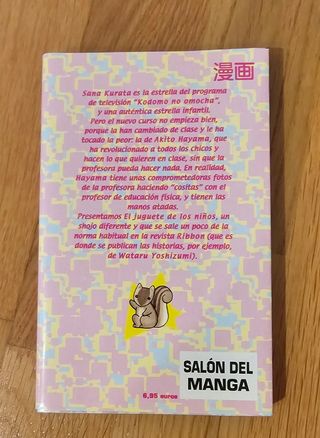 漫画
Sana Kurata es la estrella del programa
de televisión "Kodomo no omocha",
y una auténtica estrella infantil.
Pero el nuevo curso no empieza bien,
porque la han cambiado de clase y le ha
tocado la peor: la de Akito Hayama, que
ha revolucionado a todos los chicos y
hacen lo que quieren en clase, sin que la
profesora pueda hacer nada. En realidad,
Hayama tiene unas comprometedoras fotos
de la profesora haciendo "cositas" con el
profesor de educación física, y tienen las
manos atadas.
Presentamos El juguete de los niños, un
shojo diferente y que se sale un poco de la
norma habitual en la revista Ribbon (que es
donde se publican las historias, por ejemplo,
de Wataru Yoshizumi).
SALÓN DEL
MANGA
6,95 euros